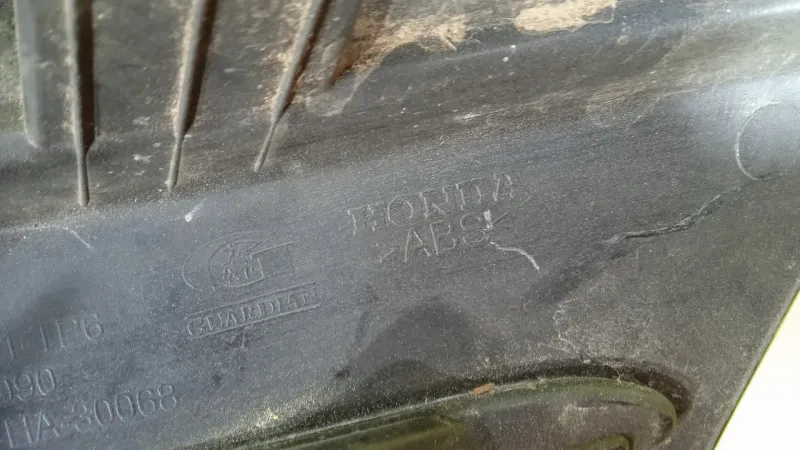 HONDA
>ABS<
GUARDIAN
090
HA-30068